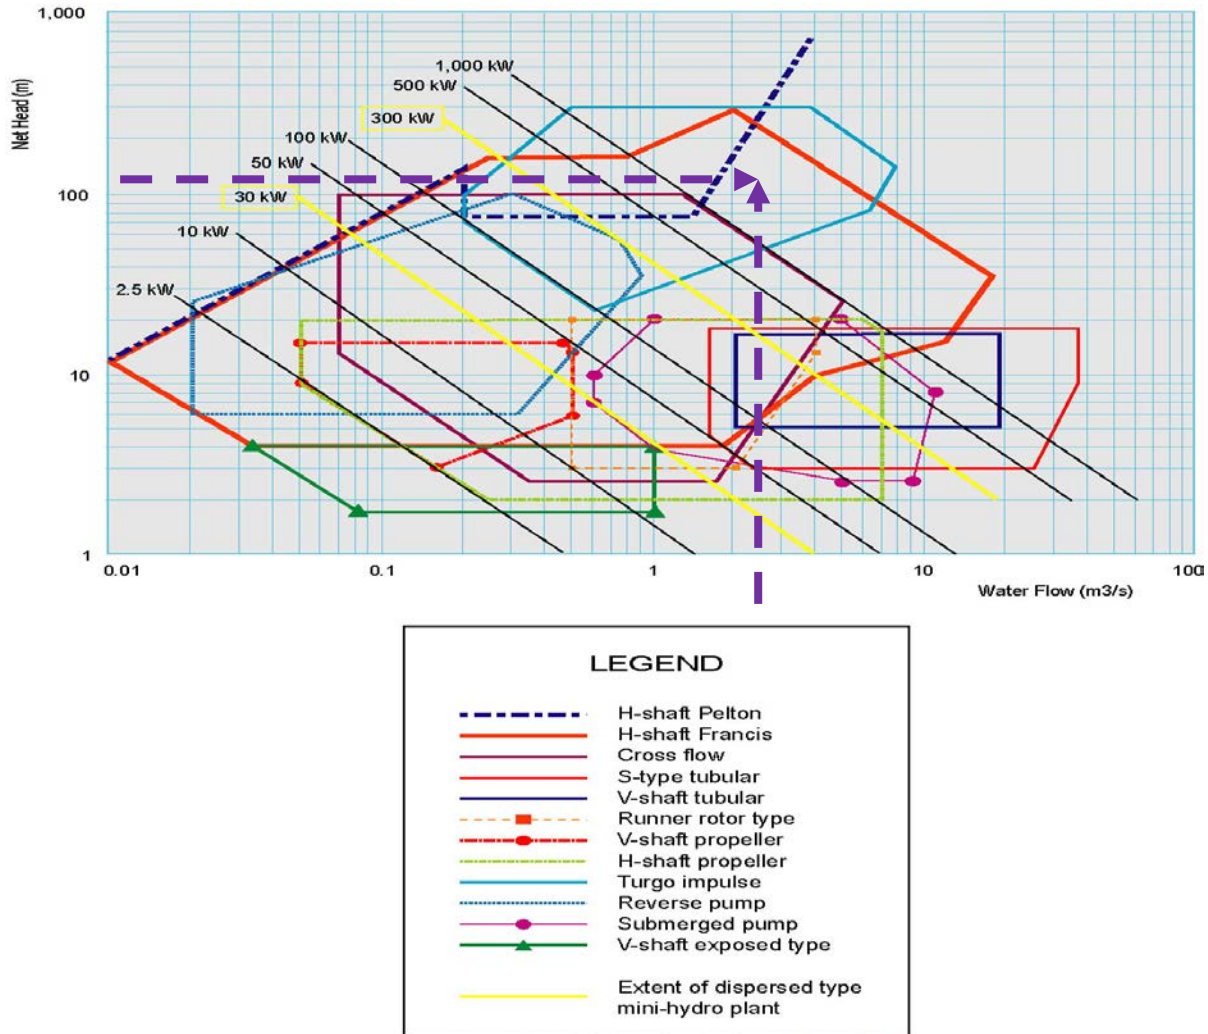 1,000
Net Head (m)
1,000 kW
500 kW
300 kW
100 kW
50 kW
100
30 kW
10 kW
2.5 kW
10
1
0.01
0.1
1
10
100
Water Flow (m3/s)
LEGEND
H-shaft Pelton
H-shaft Francis
Cross flow
S-type tubular
V-shaft tubular
Runner rotor type
V-shaft propeller
H-shaft propeller
Turgo impulse
Reverse pump
Submerged pump
V-shaft exposed type
Extent of dispersed type
mini-hydro plant